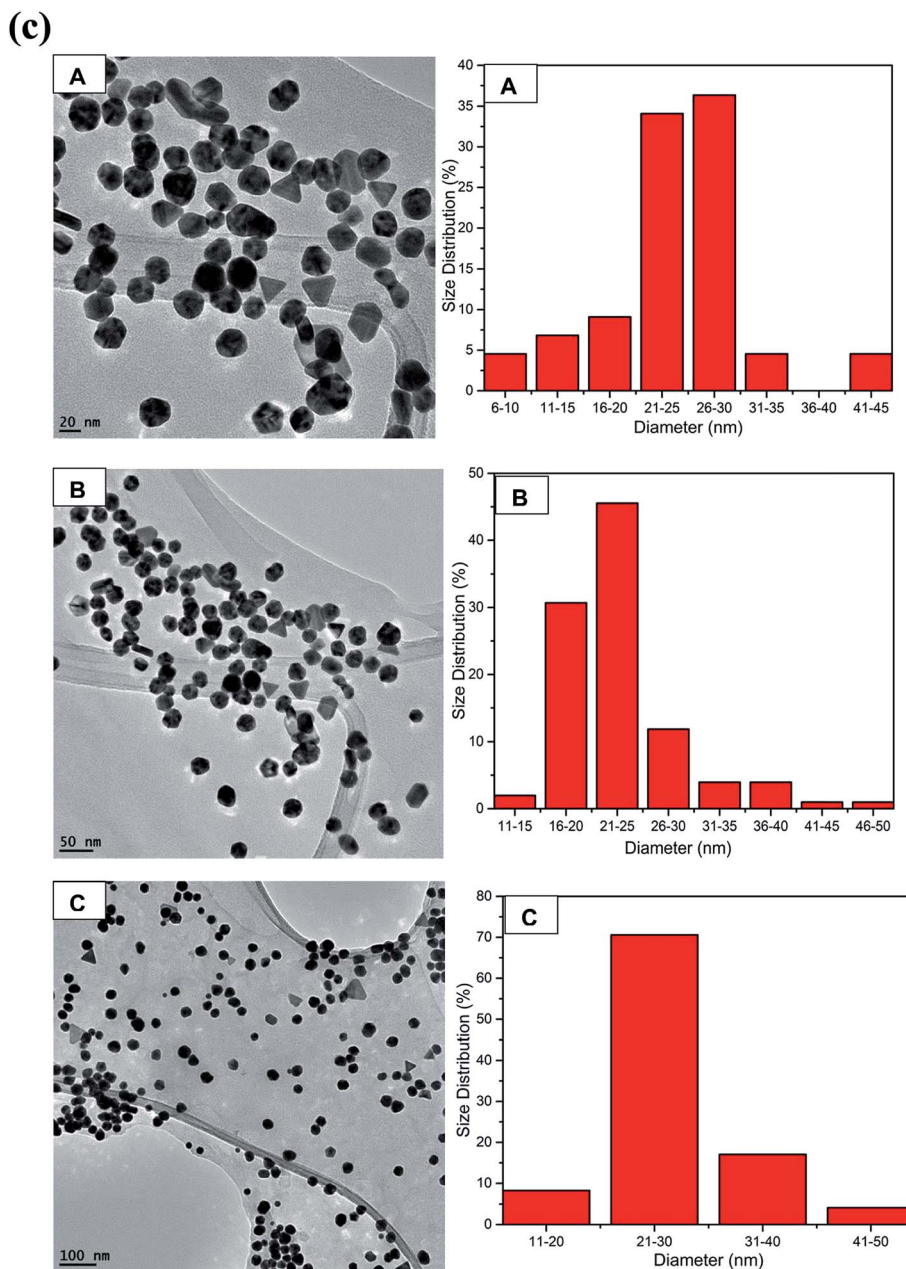 (c)
A
20 nm
A
Size Distribution (%)
40
35
30
25
20
15
10
5
0
6-10 11-15 16-20 21-25 26-30 31-35 36-40 41-45
Diameter (nm)
B
50 nm
B
Size Distribution (%)
50
40
30
20
10
0
11-15 16-20 21-25 26-30 31-35 36-40 41-45 46-50
Diameter (nm)
C
100 nm
C
Size Distribution (%)
80
70
60
50
40
30
20
10
0
11-20 21-30 31-40 41-50
Diameter (nm)